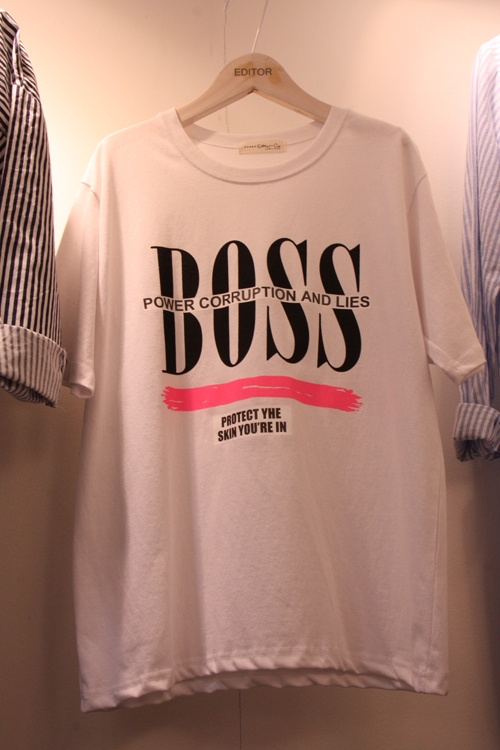 EDITOR
BOSS
POWER CORRUPTION AND LIES
PROTECT YHE
SKIN YOU'RE IN